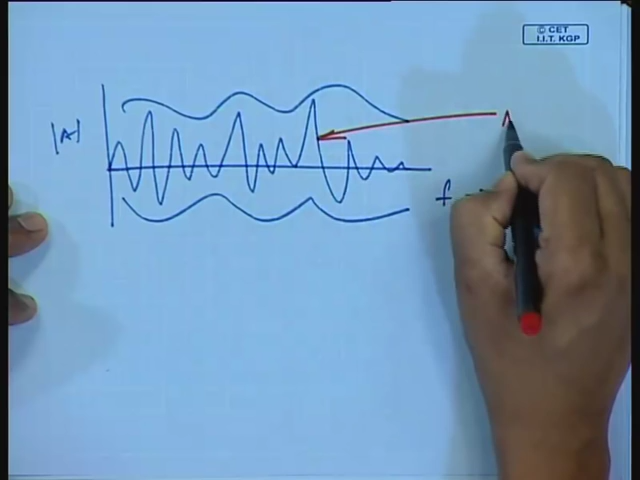 © CET
I.I.T. KGP
|A|
f →